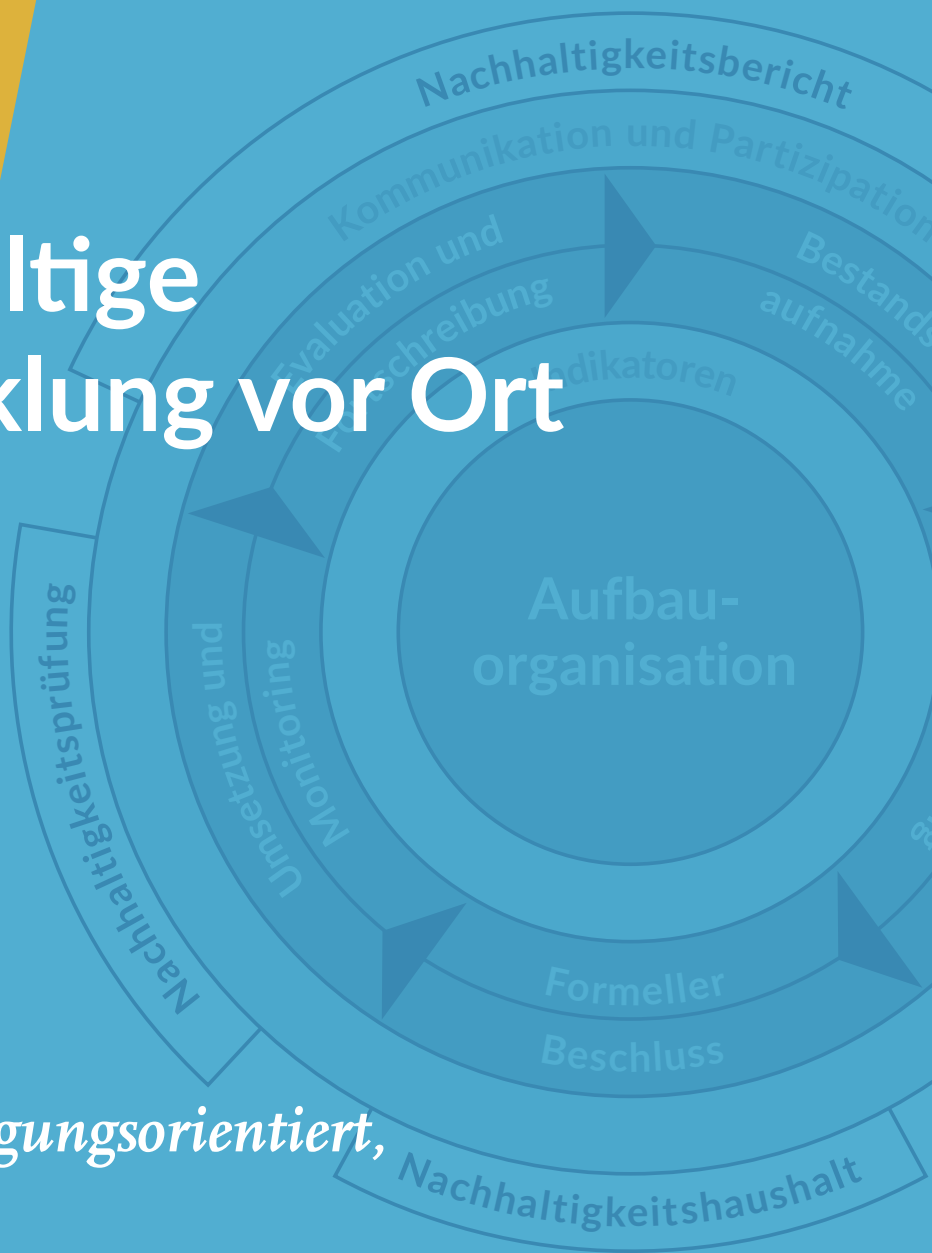 Nachhaltigkeitsbericht
Kommunikation und Partizipation
ltige
klung vor Ort
Evaluation und
Fortschreibung
Bestands
aufnahme
dikatoren
Aufbau-
organisation
Umsetzung und
Monitoring
Nachhaltigkeitsprüfung
Formeller
Beschluss
gungsorientiert,
Nachhaltigkeitshaushalt